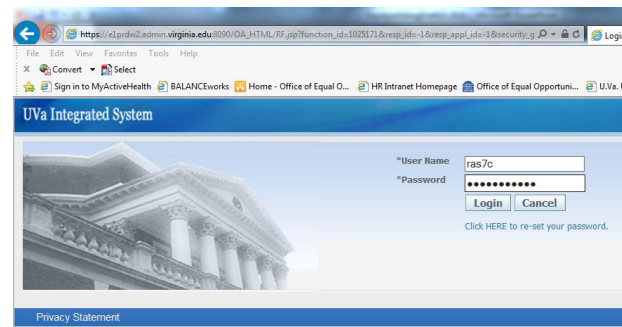 https://e1prdw2.admin.virginia.edu:8090/OA_HTML/RF.jsp?function_id=1025171&resp_id=-1&resp_appl_id=-1&security_g
File Edit View Favorites Tools Help
x Convert Select
Sign in to MyActiveHealth BALANCEworks Home - Office of Equal O... HR Intranet Homepage Office of Equal Opportuni... U.Va.
UVa Integrated System
*User Name ras7c
*Password •••••••••••
Login Cancel
Click HERE to re-set your password.
Privacy Statement